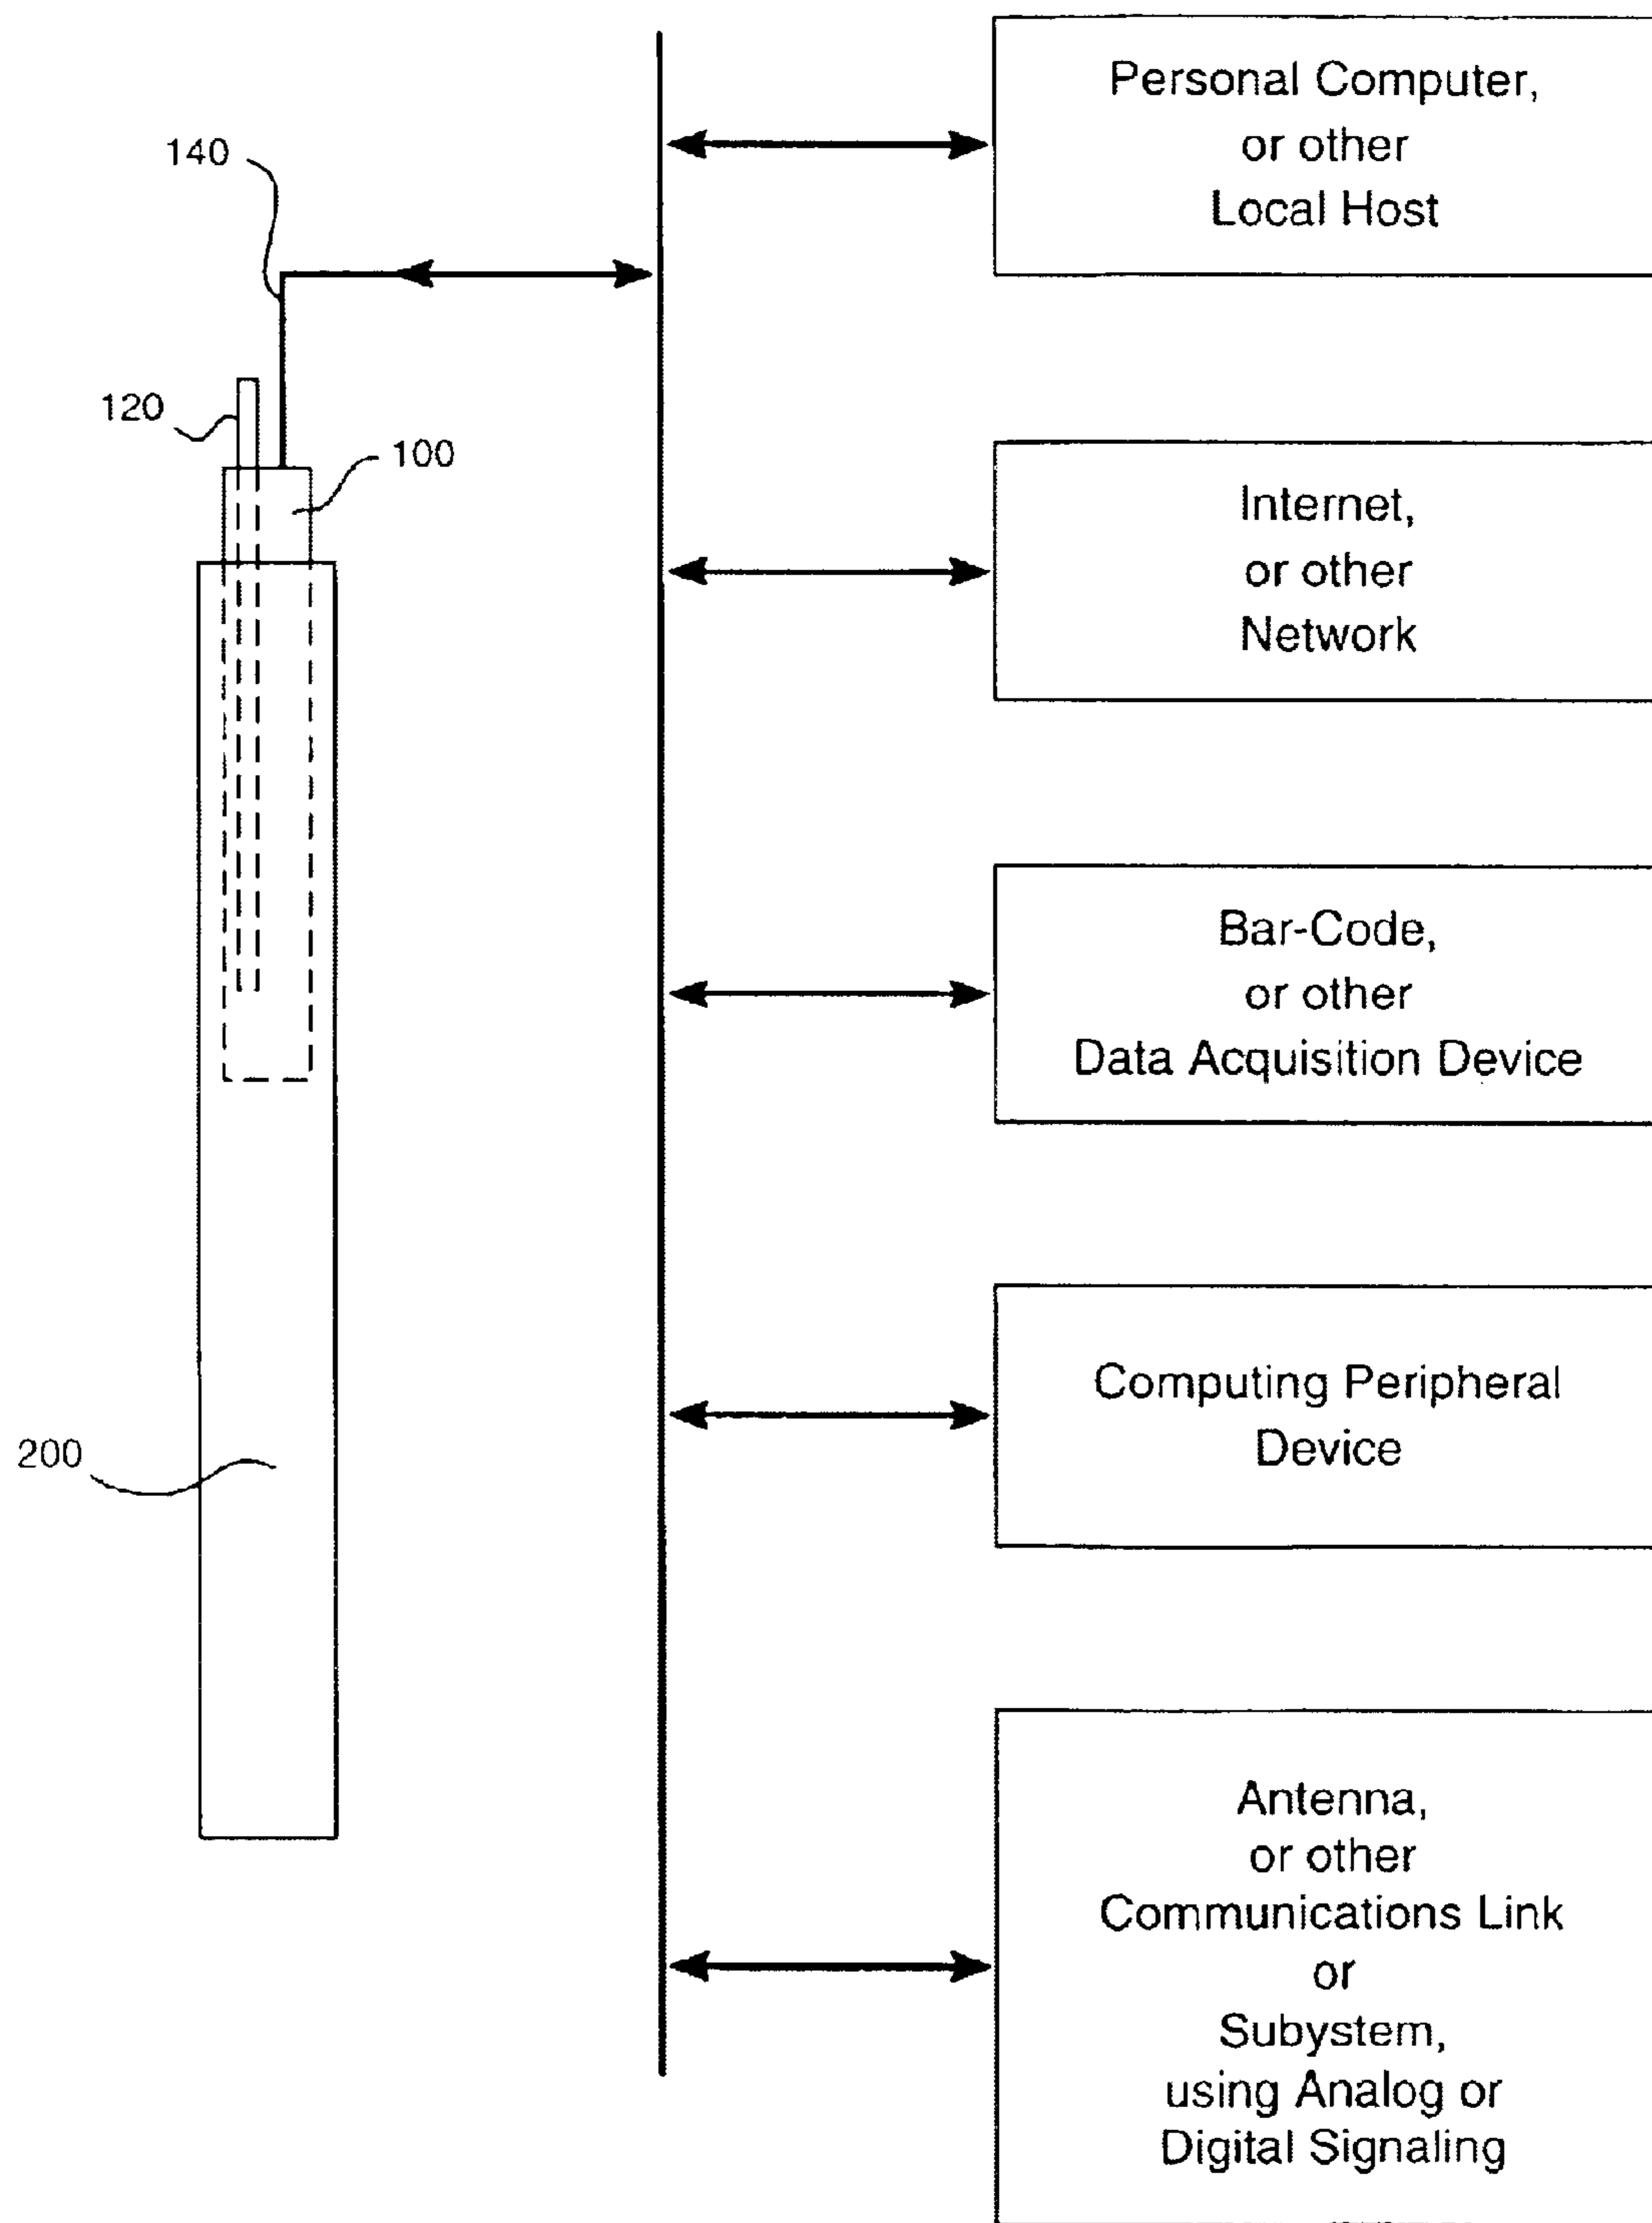 140
120
100
200
Personal Computer,
or other
Local Host
Internet,
or other
Network
Bar-Code,
or other
Data Acquisition Device
Computing Peripheral
Device
Antenna,
or other
Communications Link
or
Subystem,
using Analog or
Digital Signaling